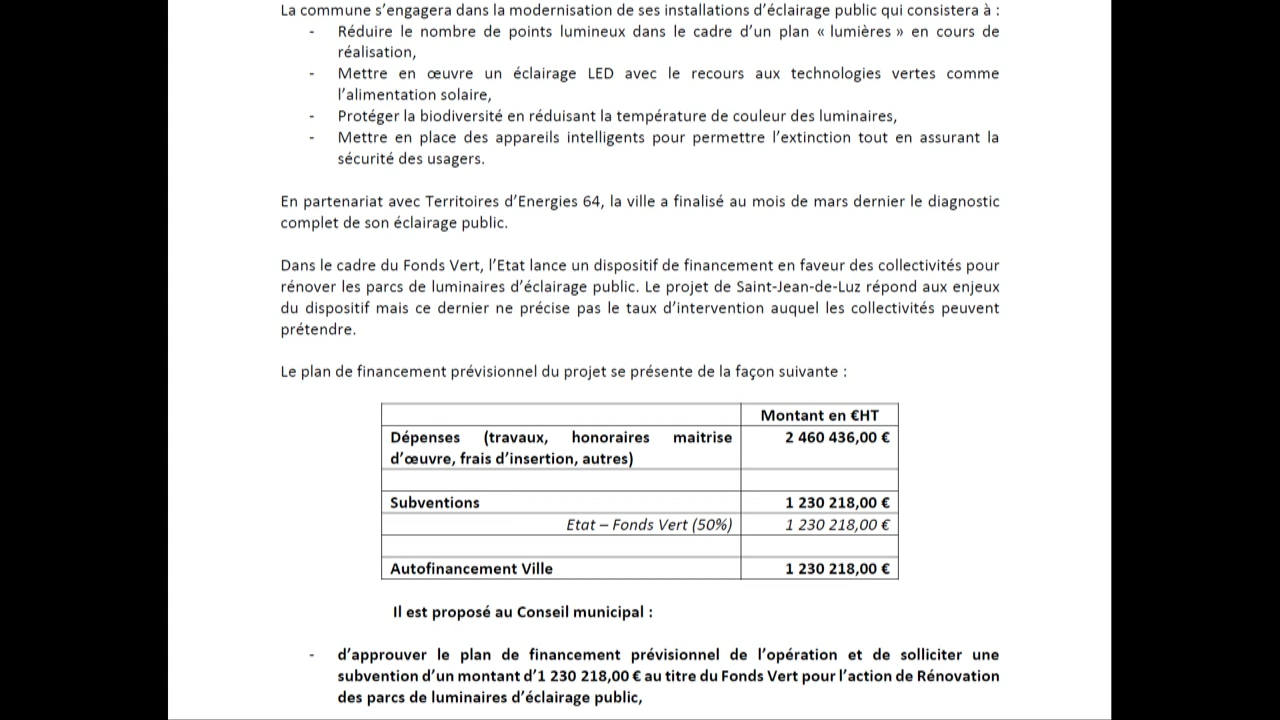 La commune s’engagera dans la modernisation de ses installations d’éclairage public qui consistera à :
- Réduire le nombre de points lumineux dans le cadre d’un plan « lumières » en cours de
réalisation,
- Mettre en œuvre un éclairage LED avec le recours aux technologies vertes comme
l’alimentation solaire,
- Protéger la biodiversité en réduisant la température de couleur des luminaires,
- Mettre en place des appareils intelligents pour permettre l’extinction tout en assurant la
sécurité des usagers.
En partenariat avec Territoires d’Energies 64, la ville a finalisé au mois de mars dernier le diagnostic
complet de son éclairage public.
Dans le cadre du Fonds Vert, l’Etat lance un dispositif de financement en faveur des collectivités pour
rénover les parcs de luminaires d’éclairage public. Le projet de Saint-Jean-de-Luz répond aux enjeux
du dispositif mais ce dernier ne précise pas le taux d’intervention auquel les collectivités peuvent
prétendre.
Le plan de financement prévisionnel du projet se présente de la façon suivante :
Montant en €HT
Dépenses (travaux, honoraires maitrise 2 460 436,00 €
d’œuvre, frais d’insertion, autres)
Subventions 1 230 218,00 €
Etat – Fonds Vert (50%) 1 230 218,00 €
Autofinancement Ville 1 230 218,00 €
Il est proposé au Conseil municipal :
- d’approuver le plan de financement prévisionnel de l’opération et de solliciter une
subvention d’un montant d’1 230 218,00 € au titre du Fonds Vert pour l’action de Rénovation
des parcs de luminaires d’éclairage public,